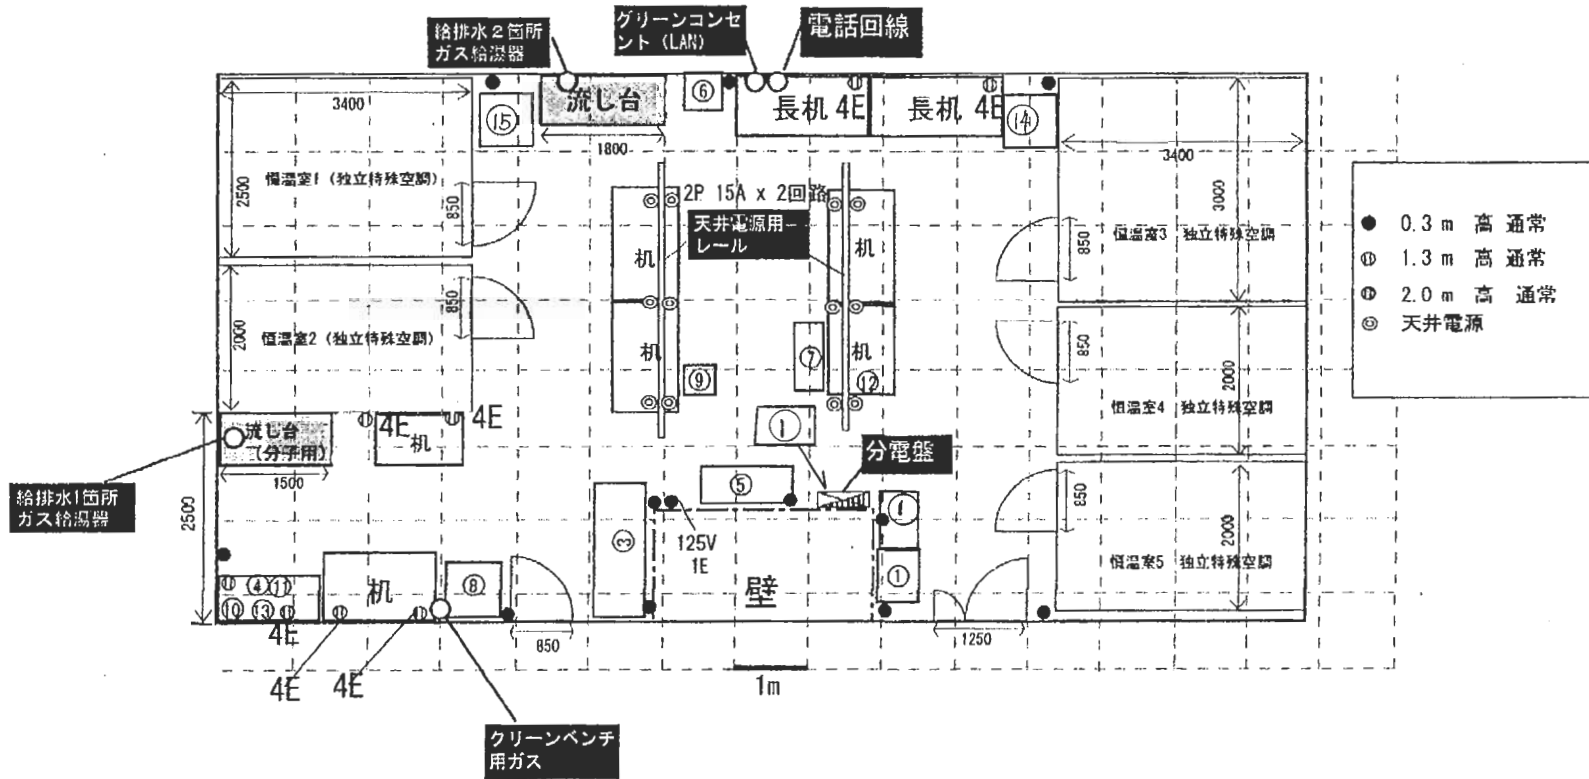 給排水2箇所
ガス給湯器
グリーンコンセ
ント (LAN)
電話回線
3400
2500
恒温室1 (独立特殊空調)
850
⑮
流し台
1800
⑥
長机 4E
長机 4E
⑭
3400
3000
恒温室3 独立特殊空調
850
2P 15A x 2回路
天井電源用
レール
机
机
机
机
⑨
⑦
⑫
850
2000
恒温室2 (独立特殊空調)
850
2000
恒温室4 独立特殊空調
● 0.3 m 高 通常
1.3 m 高 通常
2.0 m 高 通常
◎ 天井電源
流し台
(分子用)
1500
4E
机
4E
給排水1箇所
ガス給湯器
2500
①
分電盤
⑤
③
125V
1E
壁
①
①
850
2000
恒温室5 独立特殊空調
④⑪
⑩⑬
4E
机
⑧
850
1250
4E
4E
1m
クリーンベンチ
用ガス